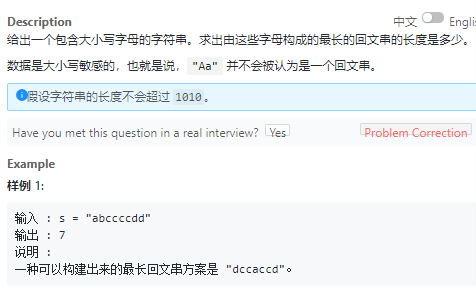 Description
中文 Englis
给出一个包含大小写字母的字符串。求出由这些字母构成的最长的回文串的长度是多少。
数据是大小写敏感的，也就是说，"Aa" 并不会被认为是一个回文串。
假设字符串的长度不会超过 1010。
Have you met this question in a real interview? Yes Problem Correction
Example
样例 1:
输入 : s = "abccccdd"
输出 : 7
说明 :
一种可以构建出来的最长回文串方案是 "dccaccd"。